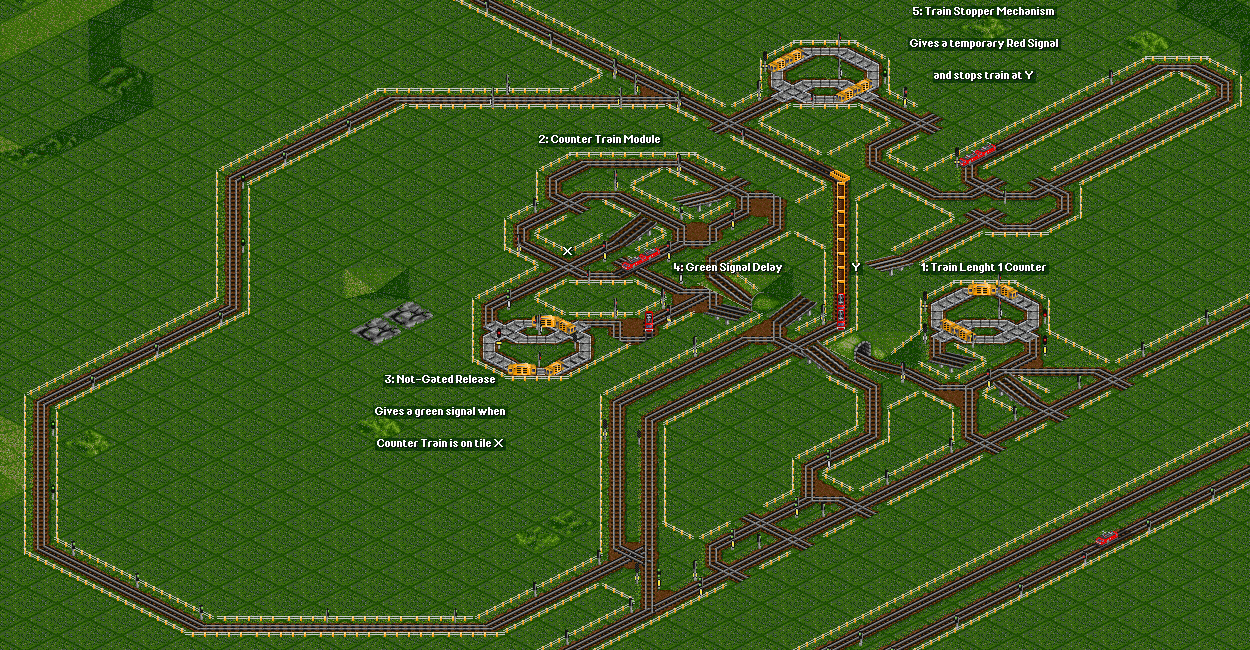 5: Train Stopper Mechanism
Gives a temporary Red Signal
and stops train at Y
2: Counter Train Module
X
4: Green Signal Delay
Y
1: Train Lenght 1 Counter
3: Not-Gated Release
Gives a green signal when
Counter Train is on tile X